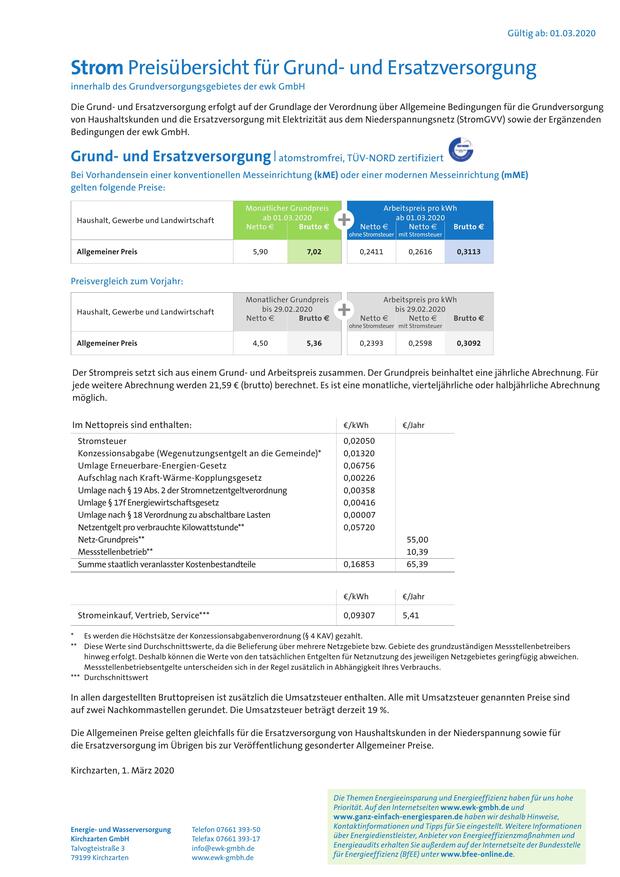 Gültig ab: 01.03.2020
Strom Preisübersicht für Grund- und Ersatzversorgung
innerhalb des Grundversorgungsgebietes der ewk GmbH
Die Grund- und Ersatzversorgung erfolgt auf der Grundlage der Verordnung über Allgemeine Bedingungen für die Grundversorgung
von Haushaltskunden und die Ersatzversorgung mit Elektrizität aus dem Niederspannungsnetz (StromGVV) sowie der Ergänzenden
Bedingungen der ewk GmbH.
Grund- und Ersatzversorgung | atomstromfrei, TÜV-NORD zertifiziert
Bei Vorhandensein einer konventionellen Messeinrichtung (kME) oder einer modernen Messeinrichtung (mME)
gelten folgende Preise:
Haushalt, Gewerbe und Landwirtschaft
Monatlicher Grundpreis
ab 01.03.2020
Netto € Brutto €
+
Arbeitspreis pro kWh
ab 01.03.2020
Netto € Netto € Brutto €
ohne Stromsteuer mit Stromsteuer
Allgemeiner Preis 5,90 7,02 0,2411 0,2616 0,3113
Preisvergleich zum Vorjahr:
Haushalt, Gewerbe und Landwirtschaft
Monatlicher Grundpreis
bis 29.02.2020
Netto € Brutto €
+
Arbeitspreis pro kWh
bis 29.02.2020
Netto € Netto € Brutto €
ohne Stromsteuer mit Stromsteuer
Allgemeiner Preis 4,50 5,36 0,2393 0,2598 0,3092
Der Strompreis setzt sich aus einem Grund- und Arbeitspreis zusammen. Der Grundpreis beinhaltet eine jährliche Abrechnung. Für
jede weitere Abrechnung werden 21,59 € (brutto) berechnet. Es ist eine monatliche, vierteljährliche oder halbjährliche Abrechnung
möglich.
Im Nettopreis sind enthalten: €/kWh €/Jahr
Stromsteuer 0,02050
Konzessionsabgabe (Wegenutzungsentgelt an die Gemeinde)* 0,01320
Umlage Erneuerbare-Energien-Gesetz 0,06756
Aufschlag nach Kraft-Wärme-Kopplungsgesetz 0,00226
Umlage nach § 19 Abs. 2 der Stromnetzentgeltverordnung 0,00358
Umlage § 17f Energiewirtschaftsgesetz 0,00416
Umlage nach § 18 Verordnung zu abschaltbare Lasten 0,00007
Netzentgelt pro verbrauchte Kilowattstunde** 0,05720
Netz-Grundpreis** 55,00
Messstellenbetrieb** 10,39
Summe staatlich veranlasster Kostenbestandteile 0,16853 65,39
€/kWh €/Jahr
Stromeinkauf, Vertrieb, Service*** 0,09307 5,41
* Es werden die Höchstsätze der Konzessionsabgabenverordnung (§ 4 KAV) gezahlt.
** Diese Werte sind Durchschnittswerte, da die Belieferung über mehrere Netzgebiete bzw. Gebiete des grundzuständigen Messstellenbetreibers
hinweg erfolgt. Deshalb können die Werte von den tatsächlichen Entgelten für Netznutzung des jeweiligen Netzgebietes geringfügig abweichen.
Messstellenbetriebsentgelte unterscheiden sich in der Regel zusätzlich in Abhängigkeit Ihres Verbrauchs.
*** Durchschnittswert
In allen dargestellten Bruttopreisen ist zusätzlich die Umsatzsteuer enthalten. Alle mit Umsatzsteuer genannten Preise sind
auf zwei Nachkommastellen gerundet. Die Umsatzsteuer beträgt derzeit 19 %.
Die Allgemeinen Preise gelten gleichfalls für die Ersatzversorgung von Haushaltskunden in der Niederspannung sowie für
die Ersatzversorgung im Übrigen bis zur Veröffentlichung gesonderter Allgemeiner Preise.
Kirchzarten, 1. März 2020
Energie- und Wasserversorgung
Kirchzarten GmbH
Talvogteistraße 3
79199 Kirchzarten
Telefon 07661 393-50
Telefax 07661 393-17
info@ewk-gmbh.de
www.ewk-gmbh.de
Die Themen Energieeinsparung und Energieeffizienz haben für uns hohe
Priorität. Auf den Internetseiten www.ewk-gmbh.de und
www.ganz-einfach-energiesparen.de haben wir deshalb Hinweise,
Kontaktinformationen und Tipps für Sie eingestellt. Weitere Informationen
über Energiedienstleister, Anbieter von Energieeffizienzmaßnahmen und
Energieaudits erhalten Sie außerdem auf der Internetseite der Bundesstelle
für Energieeffizienz (BfEE) unter www.bfee-online.de.